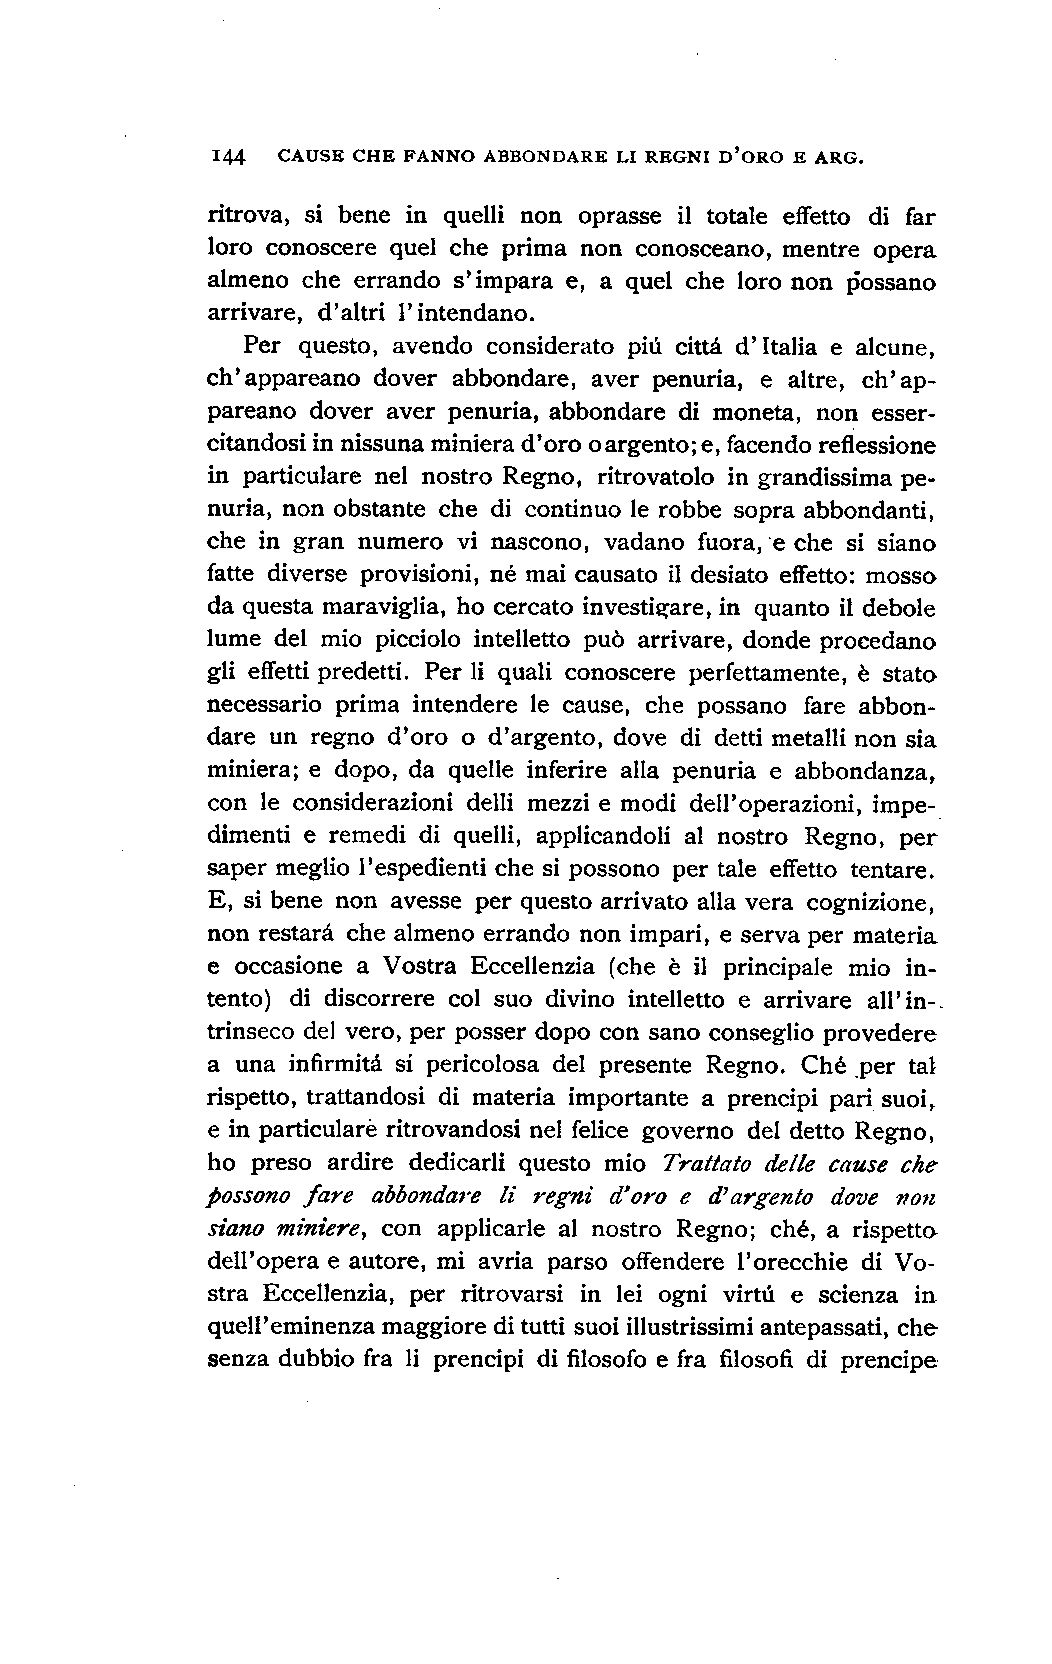 144 CAUSE CHE FANNO ABBONDARE LI REGNI D'ORO E ARG.
ritrova, si bene in quelli non oprasse il totale effetto di far
loro conoscere quel che prima non conosceano, mentre opera
almeno che errando s'impara e, a quel che loro non possano
arrivare, d'altri l'intendano.
Per questo, avendo considerato piú cittá d'Italia e alcune,
ch'appareano dover abbondare, aver penuria, e altre, ch'ap-
pareano dover aver penuria, abbondare di moneta, non esser-
citandosi in nissuna miniera d'oro o argento; e, facendo reflessione
in particulare nel nostro Regno, ritrovatolo in grandissima pe-
nuria, non obstante che di continuo le robbe sopra abbondanti,
che in gran numero vi nascono, vadano fuora, e che si siano
fatte diverse provisioni, né mai causato il desiato effetto: mosso
da questa maraviglia, ho cercato investigare, in quanto il debole
lume del mio picciolo intelletto può arrivare, donde procedano
gli effetti predetti. Per li quali conoscere perfettamente, è stato
necessario prima intendere le cause, che possano fare abbon-
dare un regno d'oro o d'argento, dove di detti metalli non sia
miniera; e dopo, da quelle inferire alla penuria e abbondanza,
con le considerazioni delli mezzi e modi dell'operazioni, impe-
dimenti e remedi di quelli, applicandoli al nostro Regno, per
saper meglio l'espedienti che si possono per tale effetto tentare.
E, si bene non avesse per questo arrivato alla vera cognizione,
non restará che almeno errando non impari, e serva per materia
e occasione a Vostra Eccellenzia (che è il principale mio in-
tento) di discorrere col suo divino intelletto e arrivare all'in-
trinseco del vero, per posser dopo con sano conseglio provedere
a una infirmitá sí pericolosa del presente Regno. Ché per tal
rispetto, trattandosi di materia importante a prencipi pari suoi,
e in particulare ritrovandosi nel felice governo del detto Regno,
ho preso ardire dedicarli questo mio Trattato delle cause che
possono fare abbondare li regni d'oro e d'argento dove non
siano miniere, con applicarle al nostro Regno; ché, a rispetto
dell'opera e autore, mi avria parso offendere l'orecchie di Vo-
stra Eccellenzia, per ritrovarsi in lei ogni virtú e scienza in
quell'eminenza maggiore di tutti suoi illustrissimi antepassati, che
senza dubbio fra li prencipi di filosofo e fra filosofi di prencipe